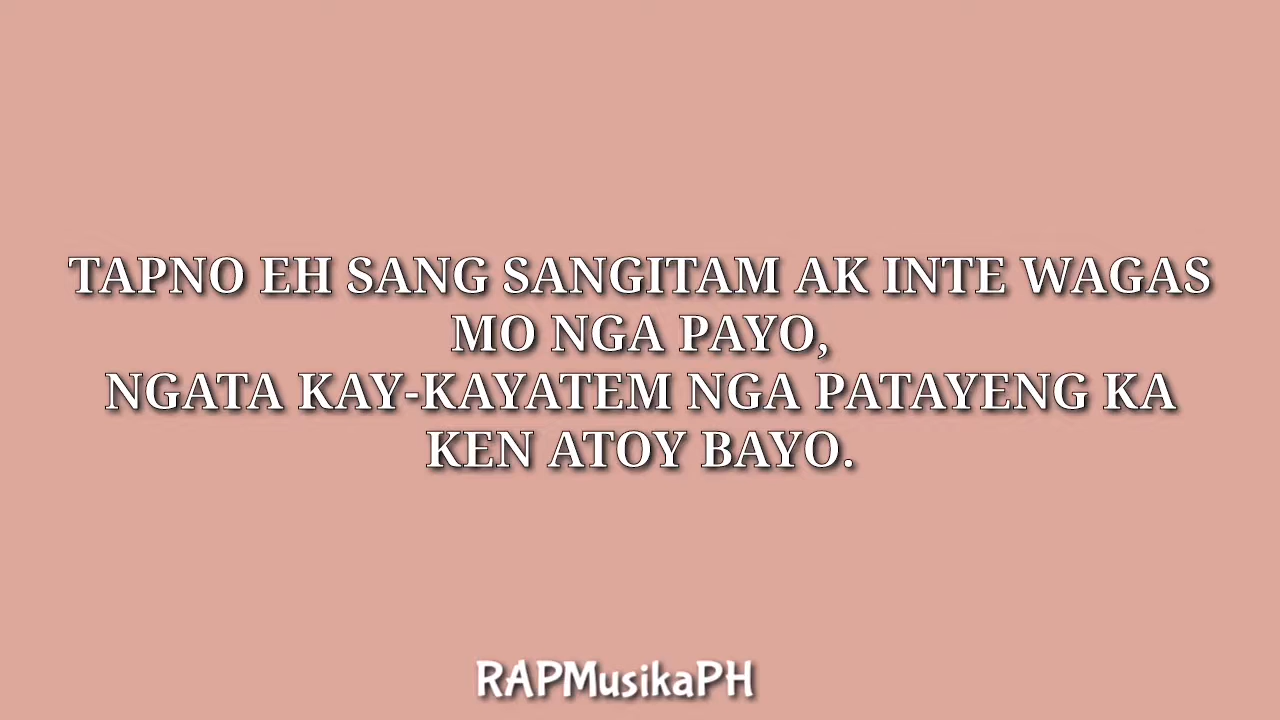 TAPNO EH SANG SANGITAM AK INTE WAGAS
MO NGA PAYO,
NGATA KAY-KAYATEM NGA PATAYENG KA
KEN ATOY BAYO.
RAPMusikaPH